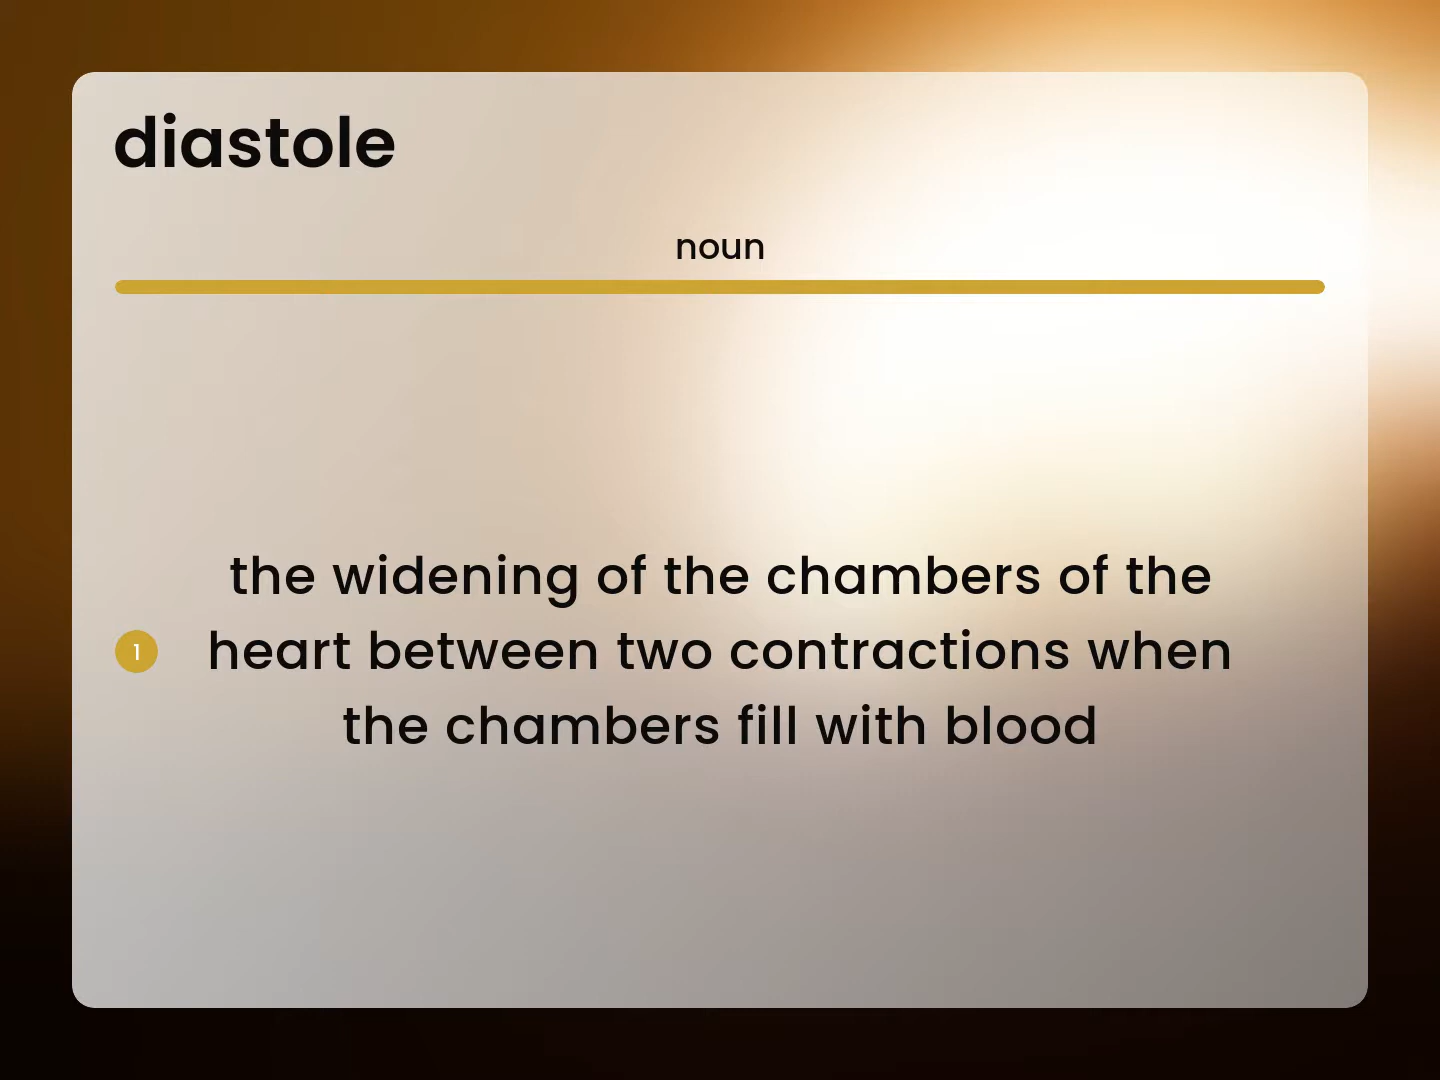 diastole
noun
the widening of the chambers of the
1 heart between two contractions when
the chambers fill with blood